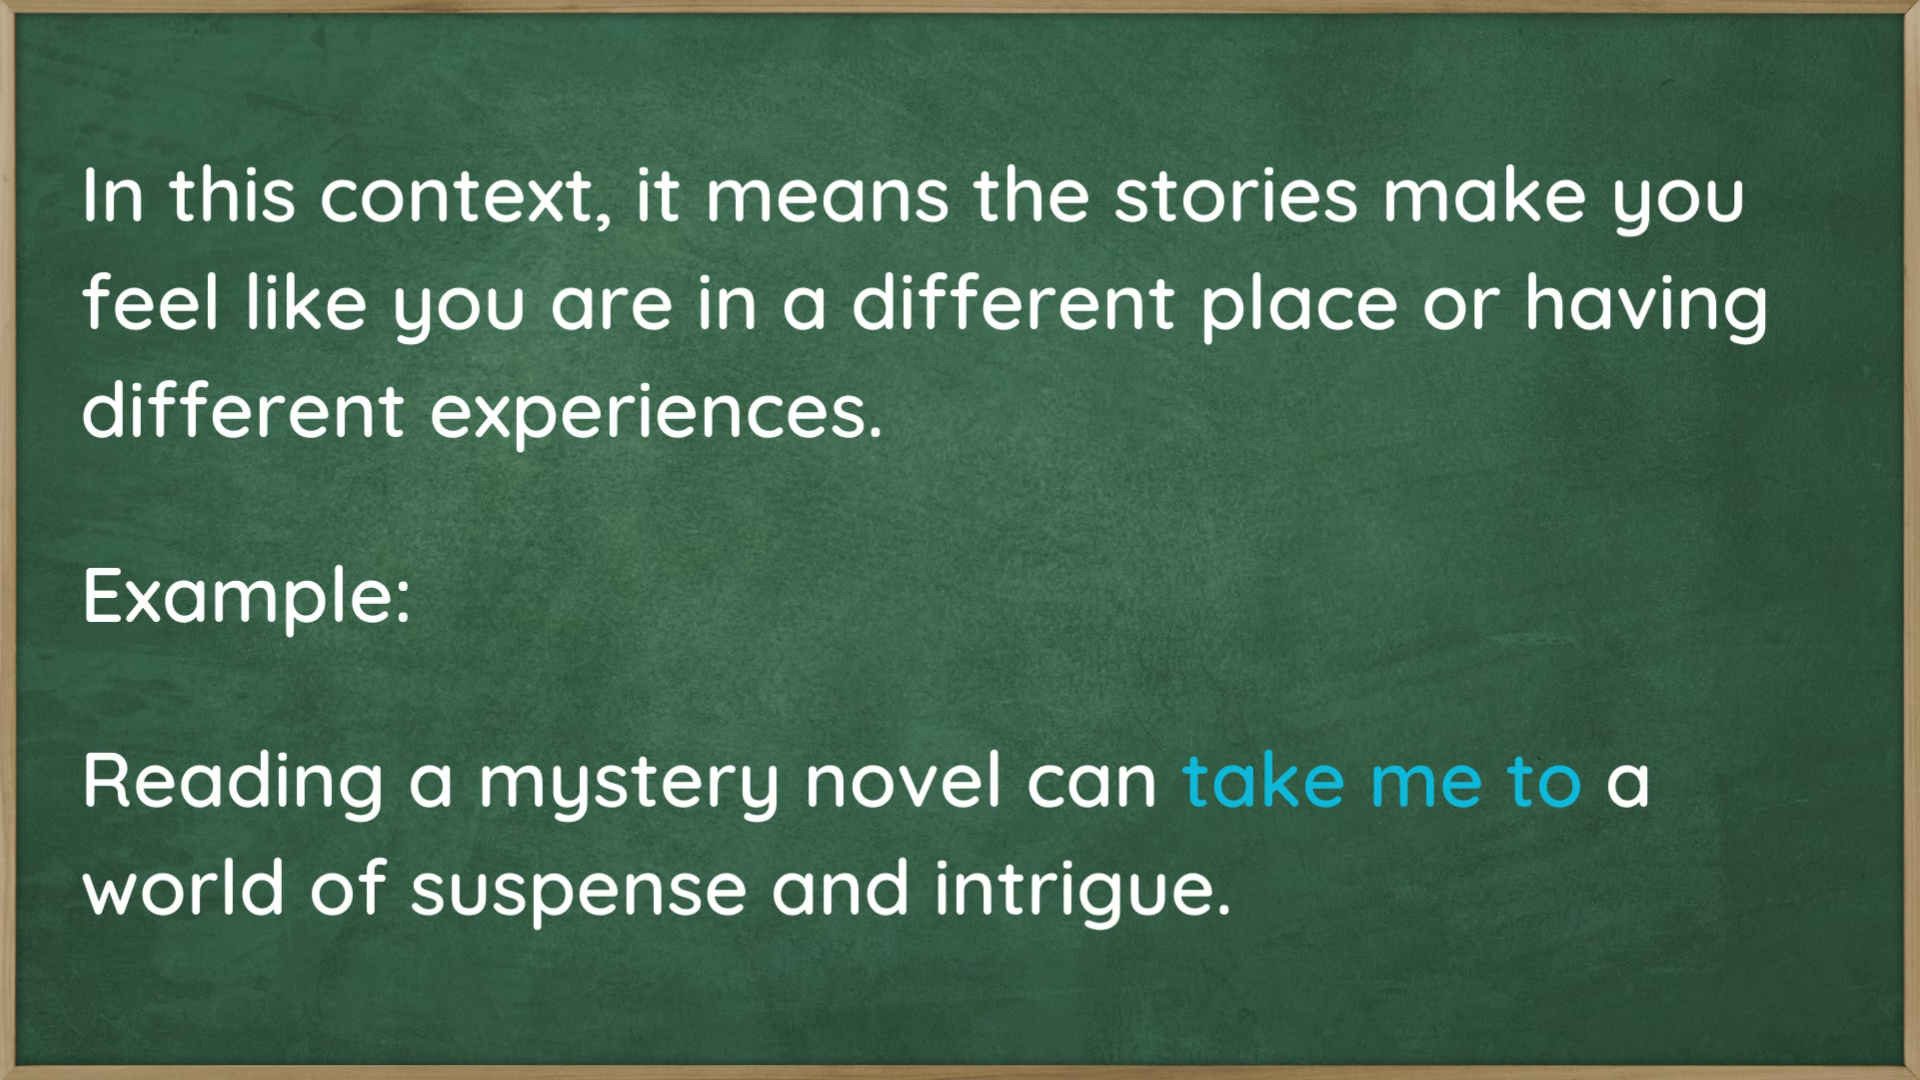 In this context, it means the stories make you
feel like you are in a different place or having
different experiences.
Example:
Reading a mystery novel can take me to a
world of suspense and intrigue.